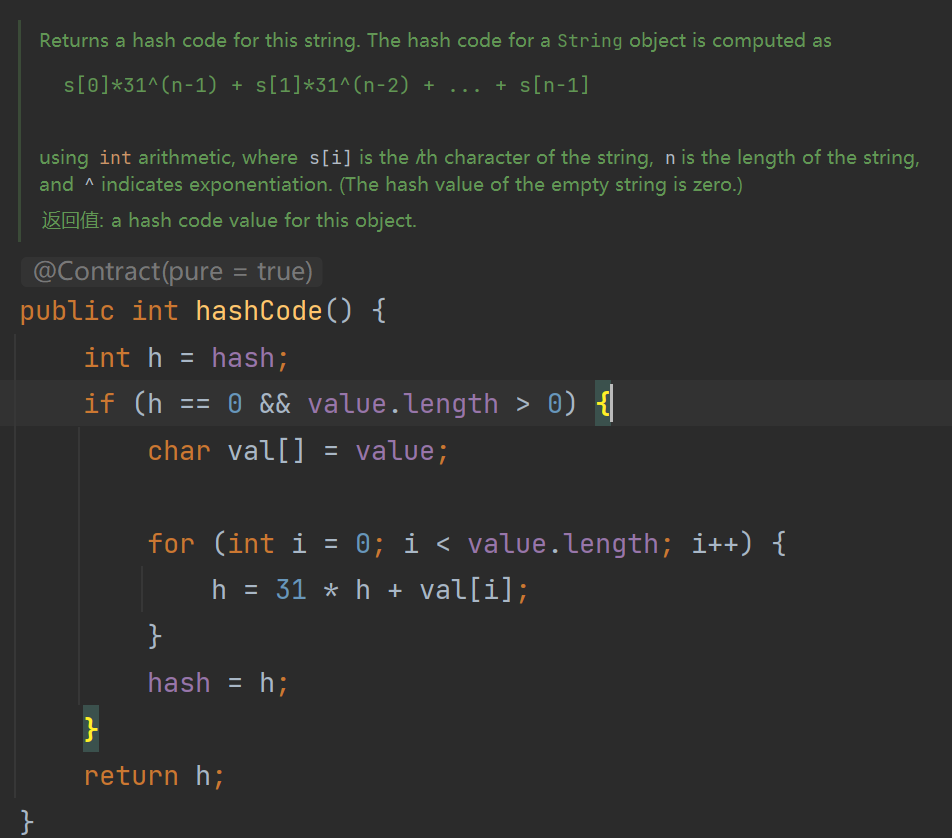 Returns a hash code for this string. The hash code for a String object is computed as
s[0]*31^(n-1) + s[1]*31^(n-2) + ... + s[n-1]
using int arithmetic, where s[i] is the ith character of the string, n is the length of the string,
and ^ indicates exponentiation. (The hash value of the empty string is zero.)
返回值: a hash code value for this object.
@Contract(pure = true)
public int hashCode() {
    int h = hash;
    if (h == 0 && value.length > 0) {
        char val[] = value;
        for (int i = 0; i < value.length; i++) {
            h = 31 * h + val[i];
        }
        hash = h;
    }
    return h;
}